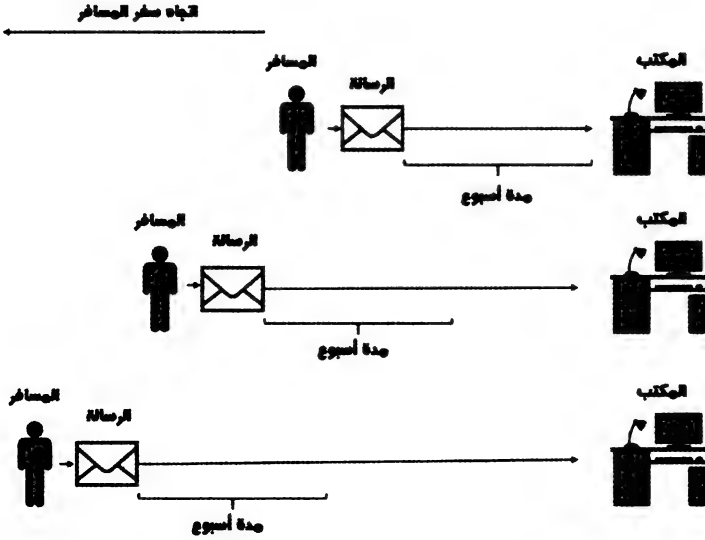 اتجاه سفر المسافر
المسافر
الرسالة
المكتب
مدة أسبوع
المسافر
الرسالة
المكتب
مدة أسبوع
المسافر
الرسالة
المكتب
مدة أسبوع